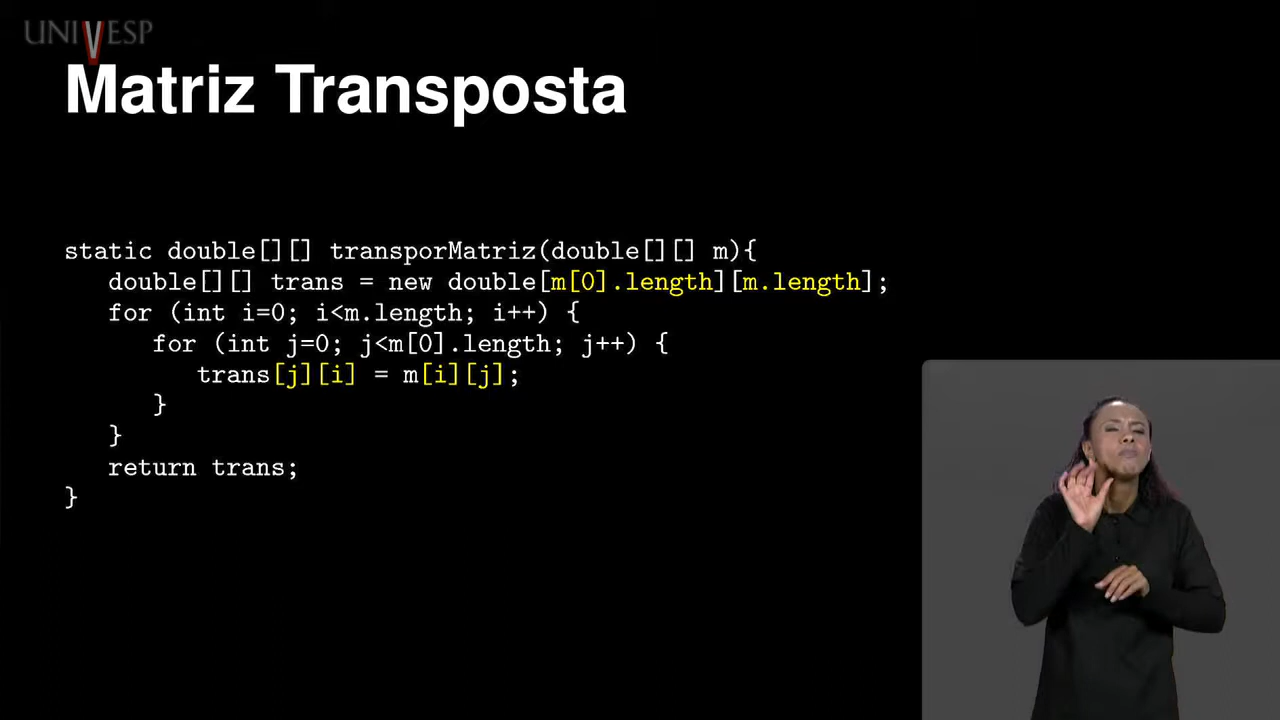 UNIVESP
Matriz Transposta
static double[][] transporMatriz(double[][] m){
   double[][] trans = new double[m[0].length][m.length];
   for (int i=0; i<m.length; i++) {
      for (int j=0; j<m[0].length; j++) {
         trans[j][i] = m[i][j];
      }
   }
   return trans;
}